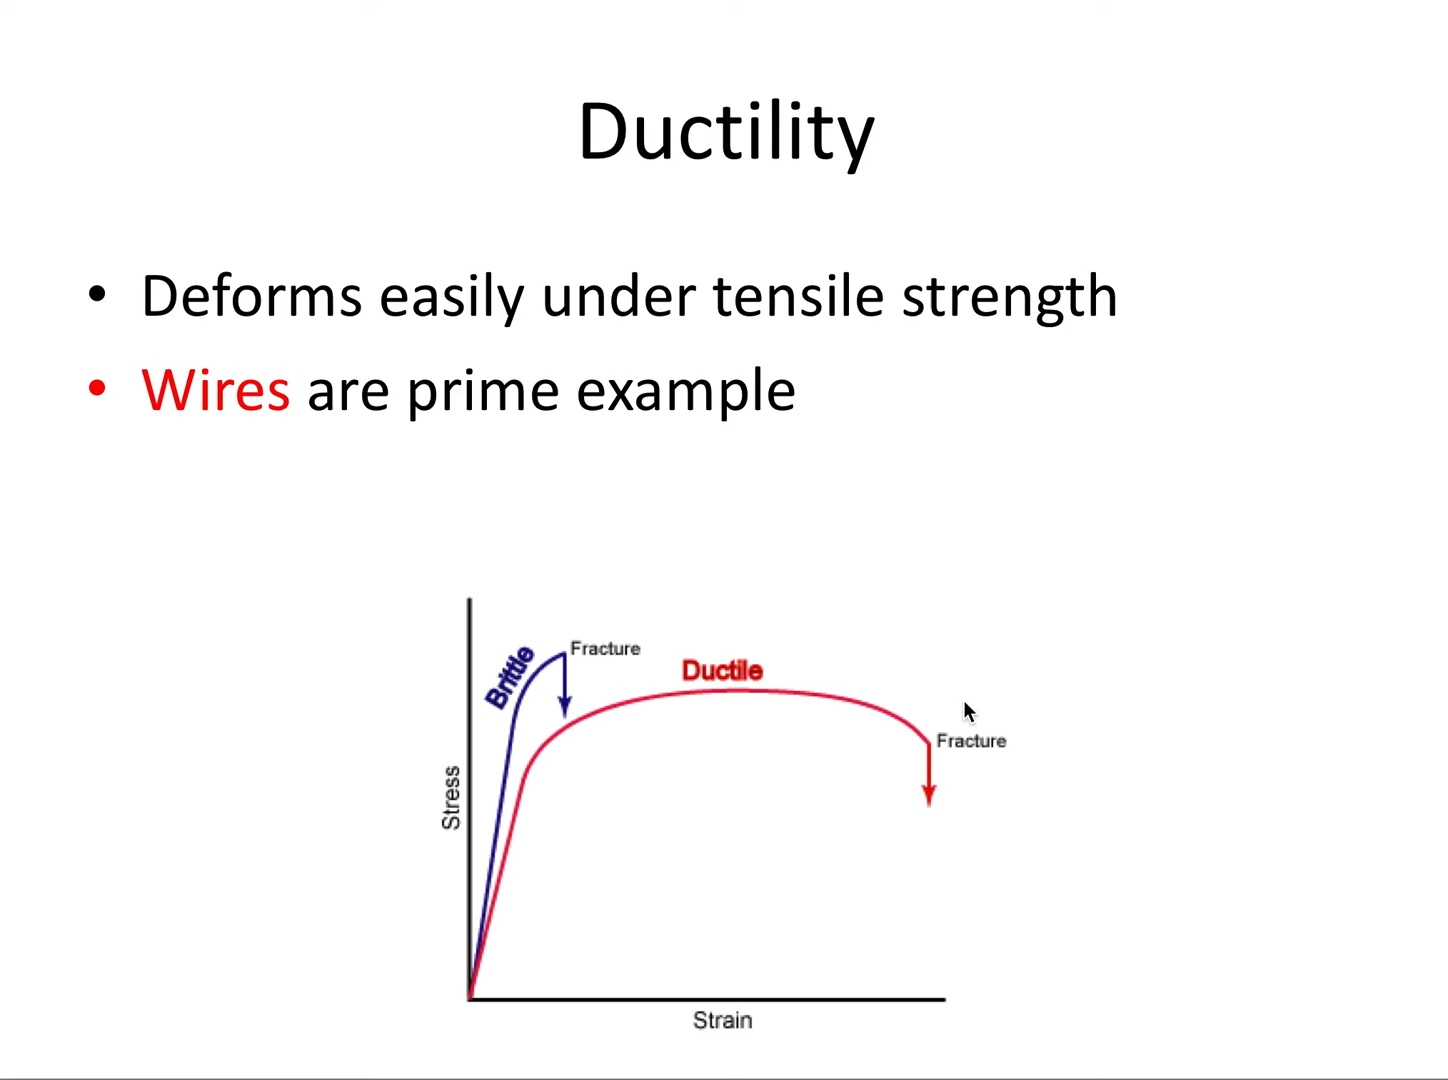 Ductility
• Deforms easily under tensile strength
• Wires are prime example
Brittle
Fracture
Ductile
Fracture
Stress
Strain